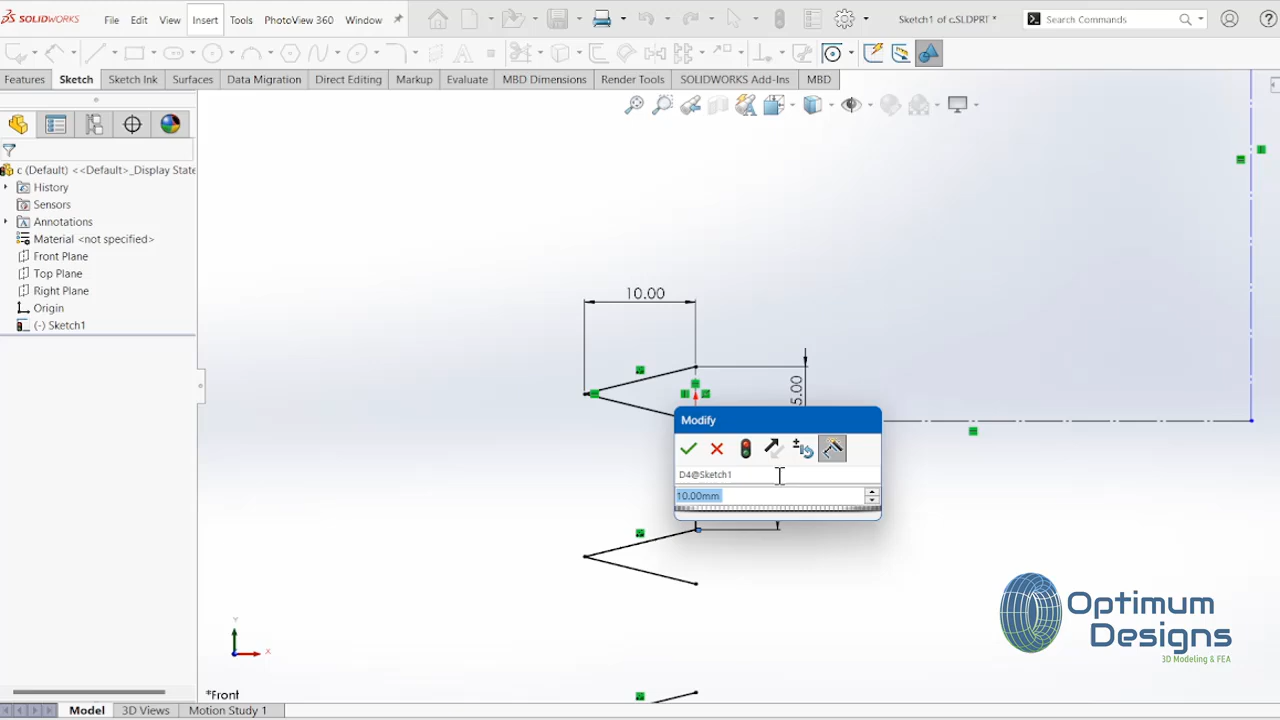 SOLIDWORKS File Edit View Insert Tools PhotoView 360 Window Sketch1 of c.SLDPRT * Search Commands
Features Sketch Sketch Ink Surfaces Data Migration Direct Editing Markup Evaluate MBD Dimensions Render Tools SOLIDWORKS Add-Ins MBD
c (Default) <<Default>_Display State
History
Sensors
Annotations
Material <not specified>
Front Plane
Top Plane
Right Plane
Origin
(-) Sketch1
10.00
5.00
Modify
D4@Sketch1
10.00mm
Optimum
Designs
3D Modeling & FEA
Y
X
*Front
Model 3D Views Motion Study 1